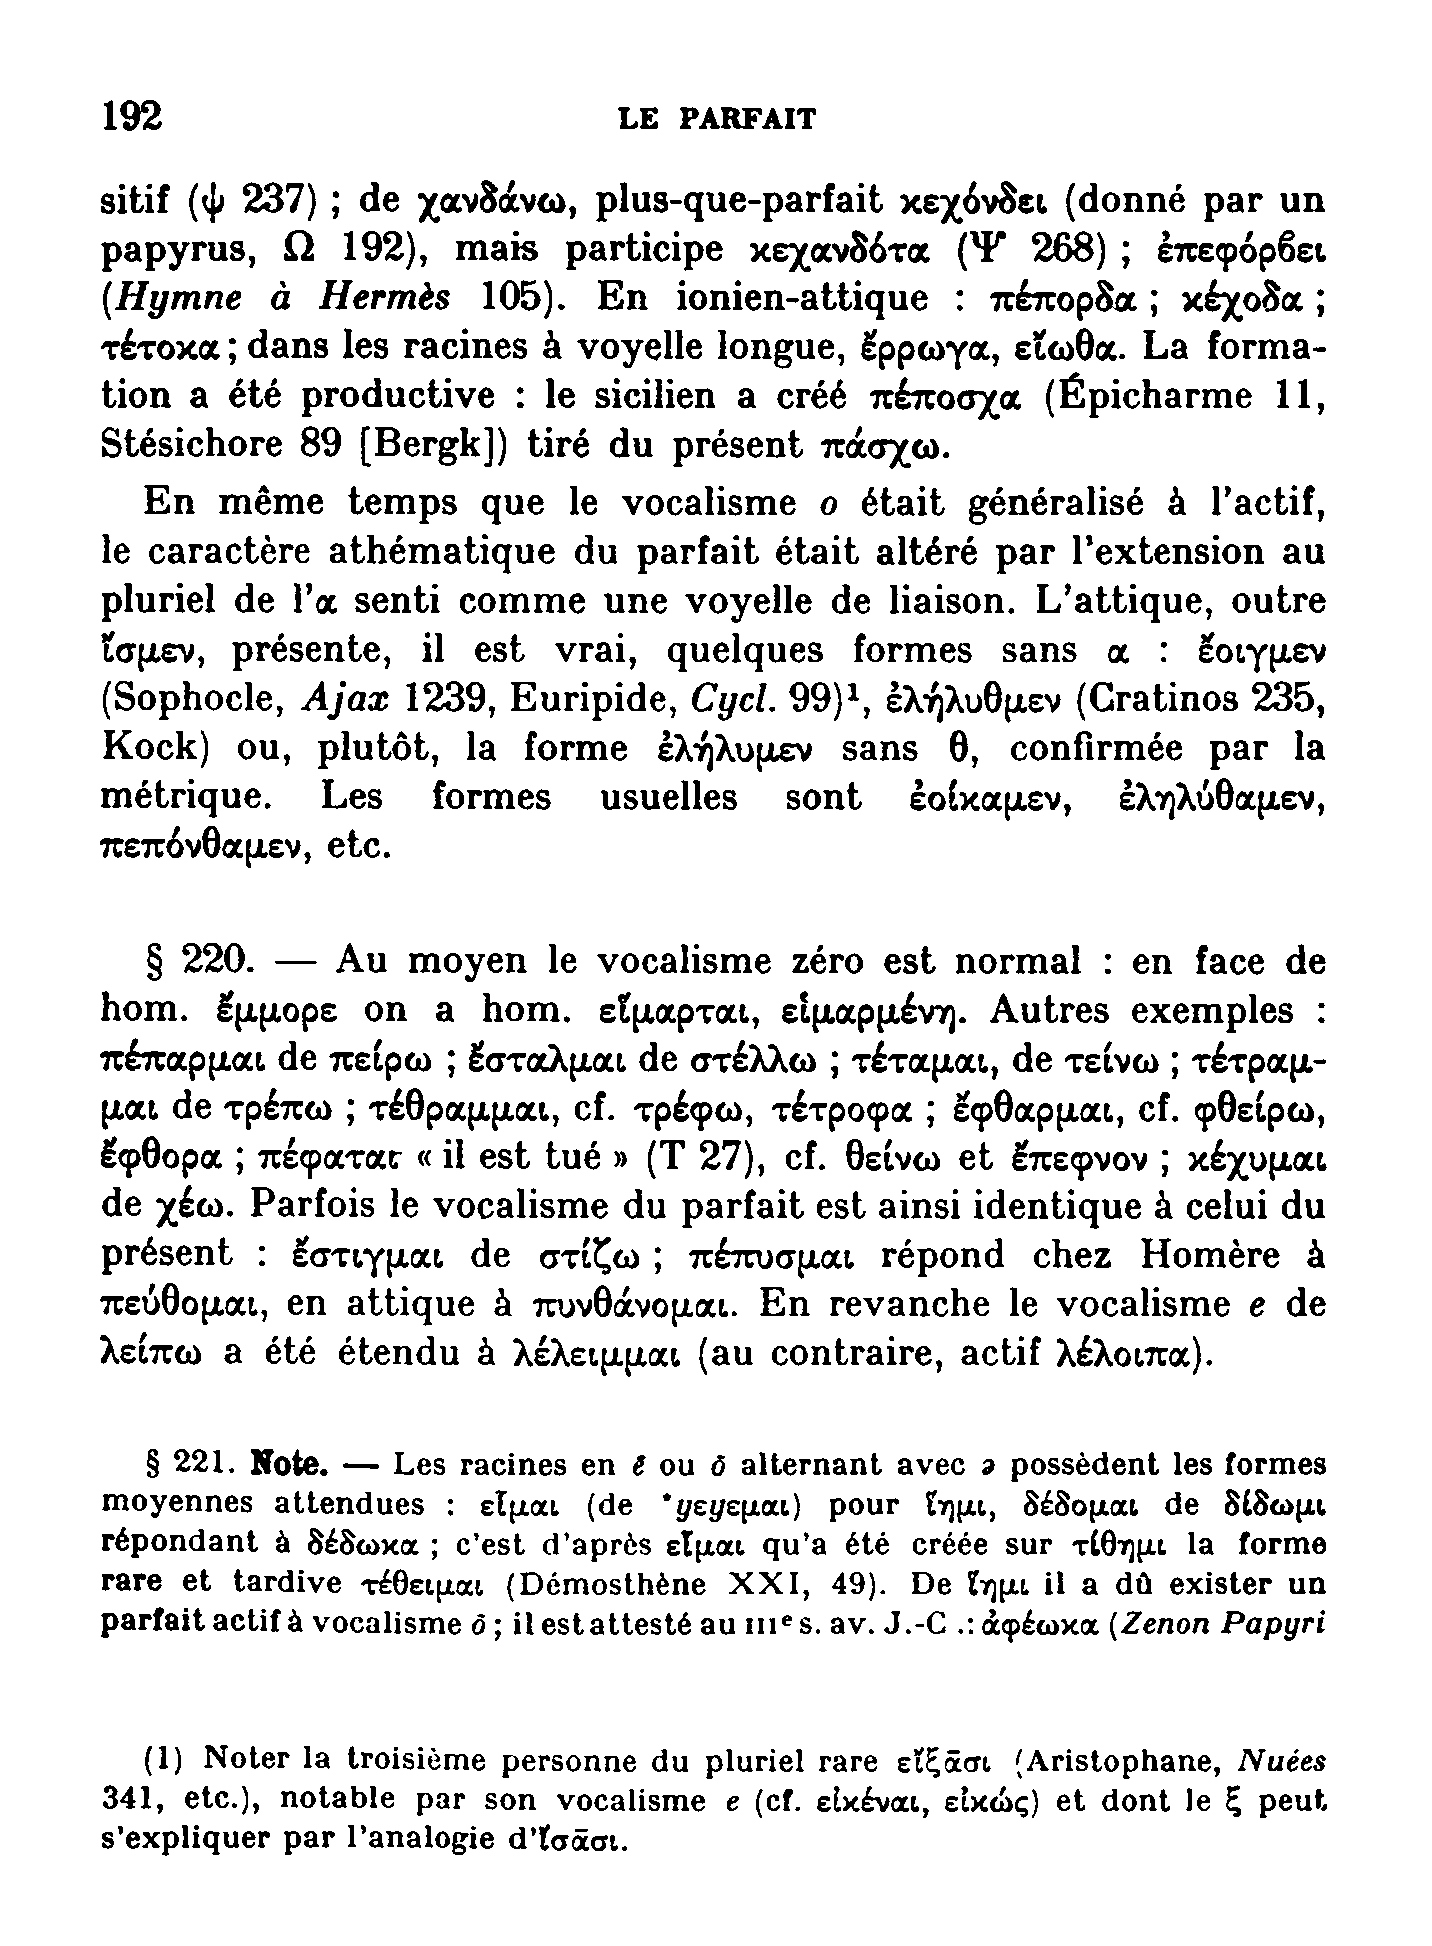 192 LE PARFAIT
sitif (ψ 237) ; de χανδάνω, plus-que-parfait κεχόνδει (donné par un
papyrus, Ω 192), mais participe κεχανδότα (Ψ 268) ; ἐπεφόρϐει
(Hymne à Hermès 105). En ionien-attique : πέπορδα ; κέχοδα ;
τέτοκα ; dans les racines à voyelle longue, ἔρρωγα, εἴωθα. La forma-
tion a été productive : le sicilien a créé πέποσχα (Épicharme 11,
Stésichore 89 [Bergk]) tiré du présent πάσχω.
En même temps que le vocalisme o était généralisé à l'actif,
le caractère athématique du parfait était altéré par l'extension au
pluriel de l'α senti comme une voyelle de liaison. L'attique, outre
ἴσμεν, présente, il est vrai, quelques formes sans α : ἔοιγμεν
(Sophocle, Ajax 1239, Euripide, Cycl. 99)¹, ἐλήλυθμεν (Cratinos 235,
Kock) ou, plutôt, la forme ἐλήλυμεν sans θ, confirmée par la
métrique. Les formes usuelles sont ἐοίκαμεν, ἐληλύθαμεν,
πεπόνθαμεν, etc.
§ 220. — Au moyen le vocalisme zéro est normal : en face de
hom. ἔμμορε on a hom. εἵμαρται, εἱμαρμένη. Autres exemples :
πέπαρμαι de πείρω ; ἔσταλμαι de στέλλω ; τέταμαι, de τείνω ; τέτραμ-
μαι de τρέπω ; τέθραμμαι, cf. τρέφω, τέτροφα ; ἔφθαρμαι, cf. φθείρω,
ἔφθορα ; πέφαται « il est tué » (T 27), cf. θείνω et ἔπεφνον ; κέχυμαι
de χέω. Parfois le vocalisme du parfait est ainsi identique à celui du
présent : ἔστιγμαι de στίζω ; πέπυσμαι répond chez Homère à
πεύθομαι, en attique à πυνθάνομαι. En revanche le vocalisme e de
λείπω a été étendu à λέλειμμαι (au contraire, actif λέλοιπα).
§ 221. Note. — Les racines en ē ou ō alternant avec ə possèdent les formes
moyennes attendues : εἷμαι (de *yεyεμαι) pour ἵημι, δέδομαι de δίδωμι
répondant à δέδωκα ; c'est d'après εἷμαι qu'a été créée sur τίθημι la forme
rare et tardive τέθειμαι (Démosthène XXI, 49). De ἵημι il a dû exister un
parfait actif à vocalisme ō ; il est attesté au IIIᵉ s. av. J.-C .: ἀφέωκα (Zenon Papyri
(1) Noter la troisième personne du pluriel rare εἴξᾱσι (Aristophane, Nuées
341, etc.), notable par son vocalisme e (cf. εἰκέναι, εἰκώς) et dont le ξ peut
s'expliquer par l'analogie d'ἴσᾱσι.